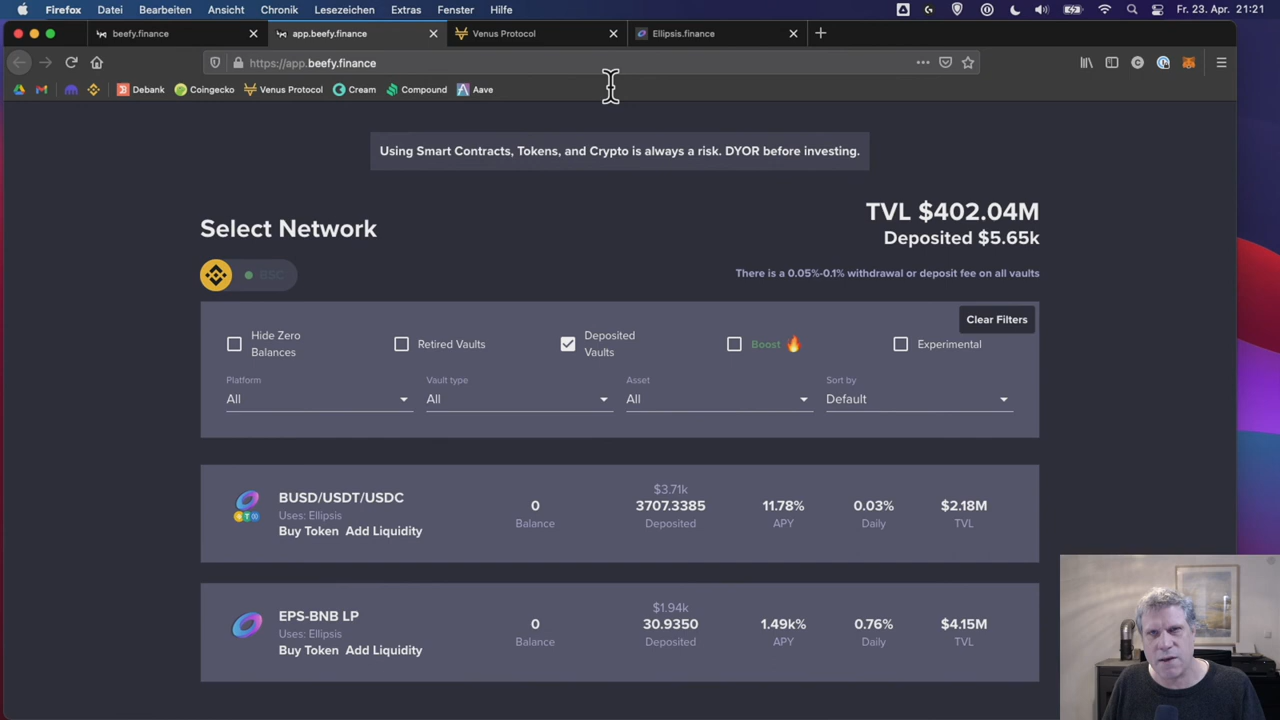 Firefox Datei Bearbeiten Ansicht Chronik Lesezeichen Extras Fenster Hilfe Fr. 23. Apr. 21:21
beefy.finance app.beefy.finance Venus Protocol Ellipsis.finance
https://app.beefy.finance
Debank Coingecko Venus Protocol Cream Compound Aave
Using Smart Contracts, Tokens, and Crypto is always a risk. DYOR before investing.
Select Network
TVL $402.04M
Deposited $5.65k
BSC
There is a 0.05%-0.1% withdrawal or deposit fee on all vaults
Clear Filters
Hide Zero
Balances
Retired Vaults
Deposited
Vaults
Boost
Experimental
Platform Vault type Asset Sort by
All All All Default
BUSD/USDT/USDC
Uses: Ellipsis
Buy Token Add Liquidity
0
Balance
$3.71k
3707.3385
Deposited
11.78%
APY
0.03%
Daily
$2.18M
TVL
EPS-BNB LP
Uses: Ellipsis
Buy Token Add Liquidity
0
Balance
$1.94k
30.9350
Deposited
1.49k%
APY
0.76%
Daily
$4.15M
TVL